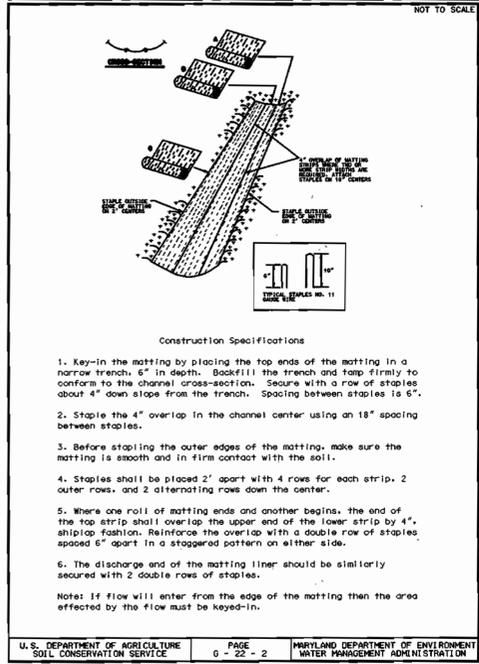 NOT TO SCALE
CROSS-SECTION
4" OVERLAP OF MATTING
STRIPS WHERE TWO OR
MORE STRIP WIDTHS ARE
REQUIRED. ATTACH
STAPLES ON 18" CENTERS
STAPLE OUTSIDE
EDGE OF MATTING
ON 2' CENTERS
STAPLE OUTSIDE
EDGE OF MATTING
ON 2' CENTERS
6"
10"
TYPICAL STAPLES NO. 11
GAUGE WIRE
Construction Specifications
1. Key-in the matting by placing the top ends of the matting in a
narrow trench, 6" in depth. Backfill the trench and tamp firmly to
conform to the channel cross-section. Secure with a row of staples
about 4" down slope from the trench. Spacing between staples is 6".
2. Staple the 4" overlap in the channel center using an 18" spacing
between staples.
3. Before stapling the outer edges of the matting, make sure the
matting is smooth and in firm contact with the soil.
4. Staples shall be placed 2' apart with 4 rows for each strip, 2
outer rows, and 2 alternating rows down the center.
5. Where one roll of matting ends and another begins, the end of
the top strip shall overlap the upper end of the lower strip by 4",
shiplap fashion. Reinforce the overlap with a double row of staples
spaced 6" apart in a staggered pattern on either side.
6. The discharge end of the matting liner should be similarly
secured with 2 double rows of staples.
Note: If flow will enter from the edge of the matting then the area
effected by the flow must be keyed-in.
U.S. DEPARTMENT OF AGRICULTURE
SOIL CONSERVATION SERVICE
PAGE
G - 22 - 2
MARYLAND DEPARTMENT OF ENVIRONMENT
WATER MANAGEMENT ADMINISTRATION